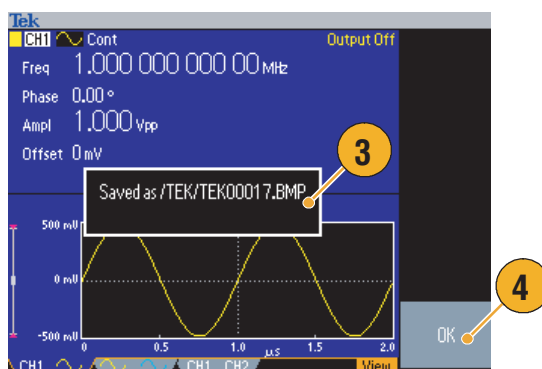 Tek
CH1 Cont Output Off
Freq 1.000 000 000 00 MHz
Phase 0.00 °
Ampl 1.000 Vpp
Offset 0 mV
3
Saved as /TEK/TEK00017.BMP
500 mV
0 mV
-500 mV
0 0.5 1.0 µs 1.5 2.0
4
OK
CH1 CH1 CH2 View